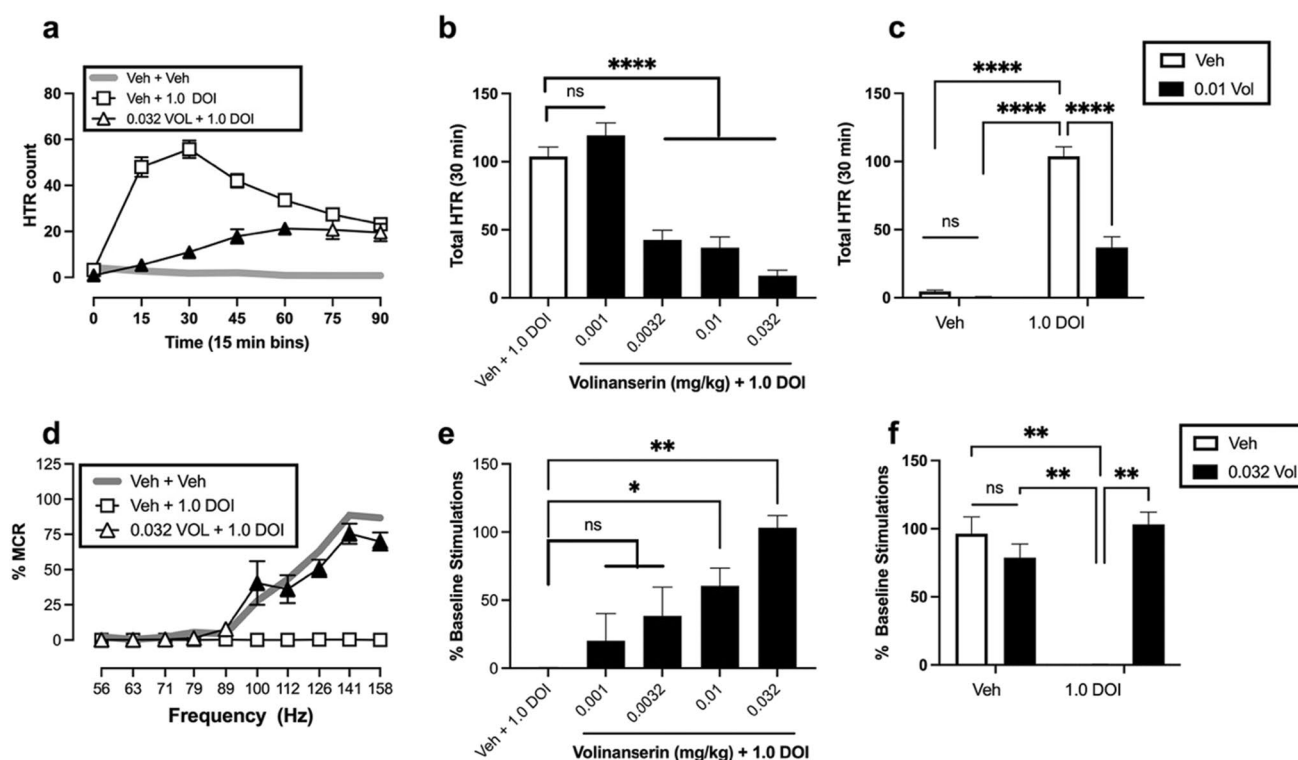 a
Veh + Veh
Veh + 1.0 DOI
0.032 VOL + 1.0 DOI
80
60
40
20
0
HTR count
0 15 30 45 60 75 90
Time (15 min bins)
b
****
ns
150
100
50
0
Total HTR (30 min)
Veh + 1.0 DOI
0.001
0.0032
0.01
0.032
Volinanserin (mg/kg) + 1.0 DOI
c
Veh
0.01 Vol
****
**** ****
ns
150
100
50
0
Total HTR (30 min)
Veh 1.0 DOI
d
Veh + Veh
Veh + 1.0 DOI
0.032 VOL + 1.0 DOI
125
100
75
50
25
0
% MCR
56 63 71 79 89 100 112 126 141 158
Frequency (Hz)
e
**
*
ns
150
100
50
0
% Baseline Stimulations
Veh + 1.0 DOI
0.001
0.0032
0.01
0.032
Volinanserin (mg/kg) + 1.0 DOI
f
Veh
0.032 Vol
**
** **
ns
150
100
50
0
% Baseline Stimulations
Veh 1.0 DOI